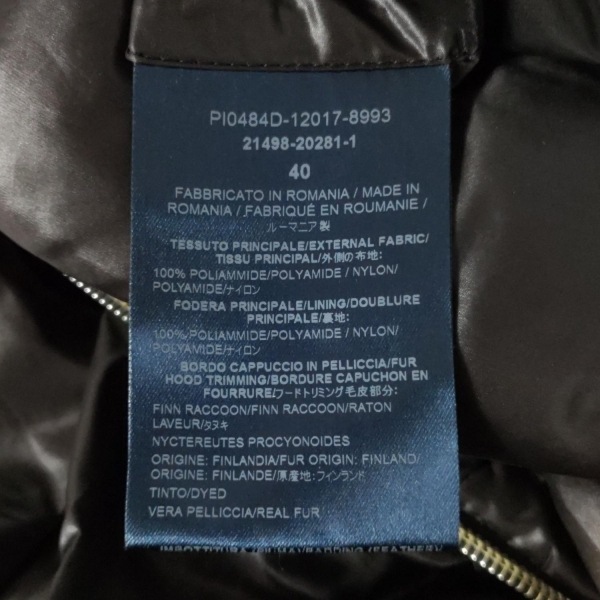 PI0484D-12017-8993
21498-20281-1
40
FABBRICATO IN ROMANIA / MADE IN
ROMANIA / FABRIQUÉ EN ROUMANIE /
ルーマニア製
TESSUTO PRINCIPALE/EXTERNAL FABRIC/
TISSU PRINCIPAL/外側の布地:
100% POLIAMMIDE/POLYAMIDE / NYLON/
POLYAMIDE/ナイロン
FODERA PRINCIPALE/LINING/DOUBLURE
PRINCIPALE/裏地:
100% POLIAMMIDE/POLYAMIDE / NYLON/
POLYAMIDE/ナイロン
BORDO CAPPUCCIO IN PELLICCIA/FUR
HOOD TRIMMING/BORDURE CAPUCHON EN
FOURRURE/フードトリミング毛皮部分:
FINN RACCOON/FINN RACCOON/RATON
LAVEUR/タヌキ
NYCTEREUTES PROCYONOIDES
ORIGINE: FINLANDIA/FUR ORIGIN: FINLAND/
ORIGINE: FINLANDE/原産地: フィンランド
TINTO/DYED
VERA PELLICCIA/REAL FUR